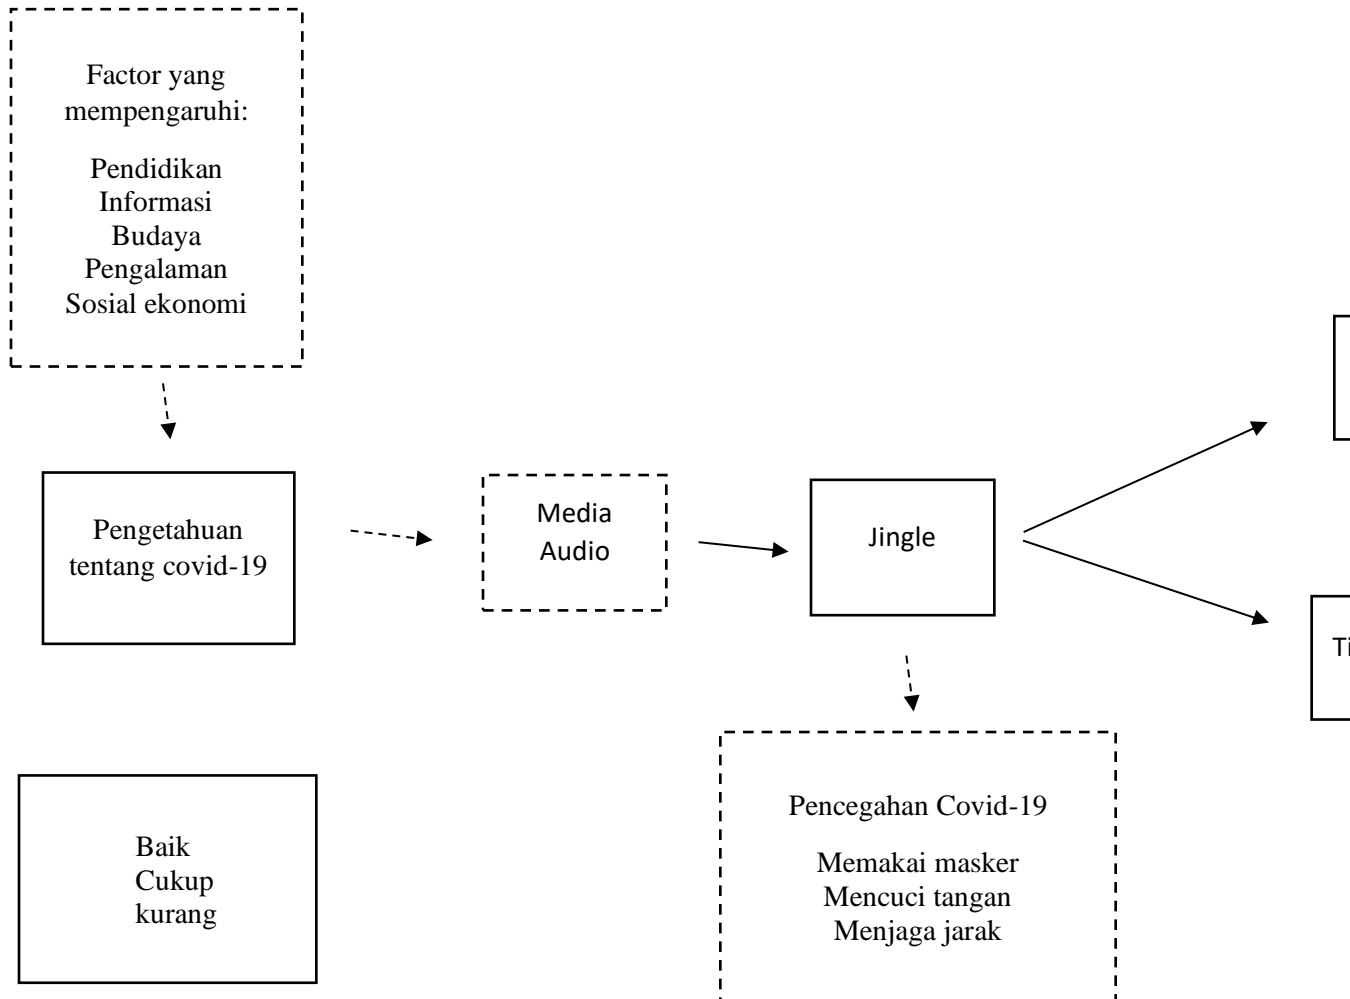 Factor yang
mempengaruhi:
Pendidikan
Informasi
Budaya
Pengalaman
Sosial ekonomi
Pengetahuan
tentang covid-19
Media
Audio
Jingle
Baik
Cukup
kurang
Pencegahan Covid-19
Memakai masker
Mencuci tangan
Menjaga jarak